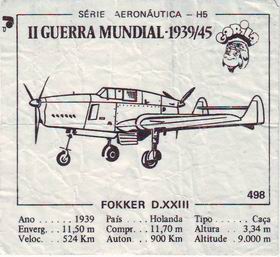 SÉRIE AERONÁUTICA - H5
II GUERRA MUNDIAL-1939/45
FOKKER D.XXIII
498
Ano ...... 1939 País .... Holanda Tipo ...... Caça
Enverg... 11,50 m Compr... 11,70 m Altura .. 3,34 m
Veloc. .. 524 Km Auton .. 900 Km Altitude . 9.000 m